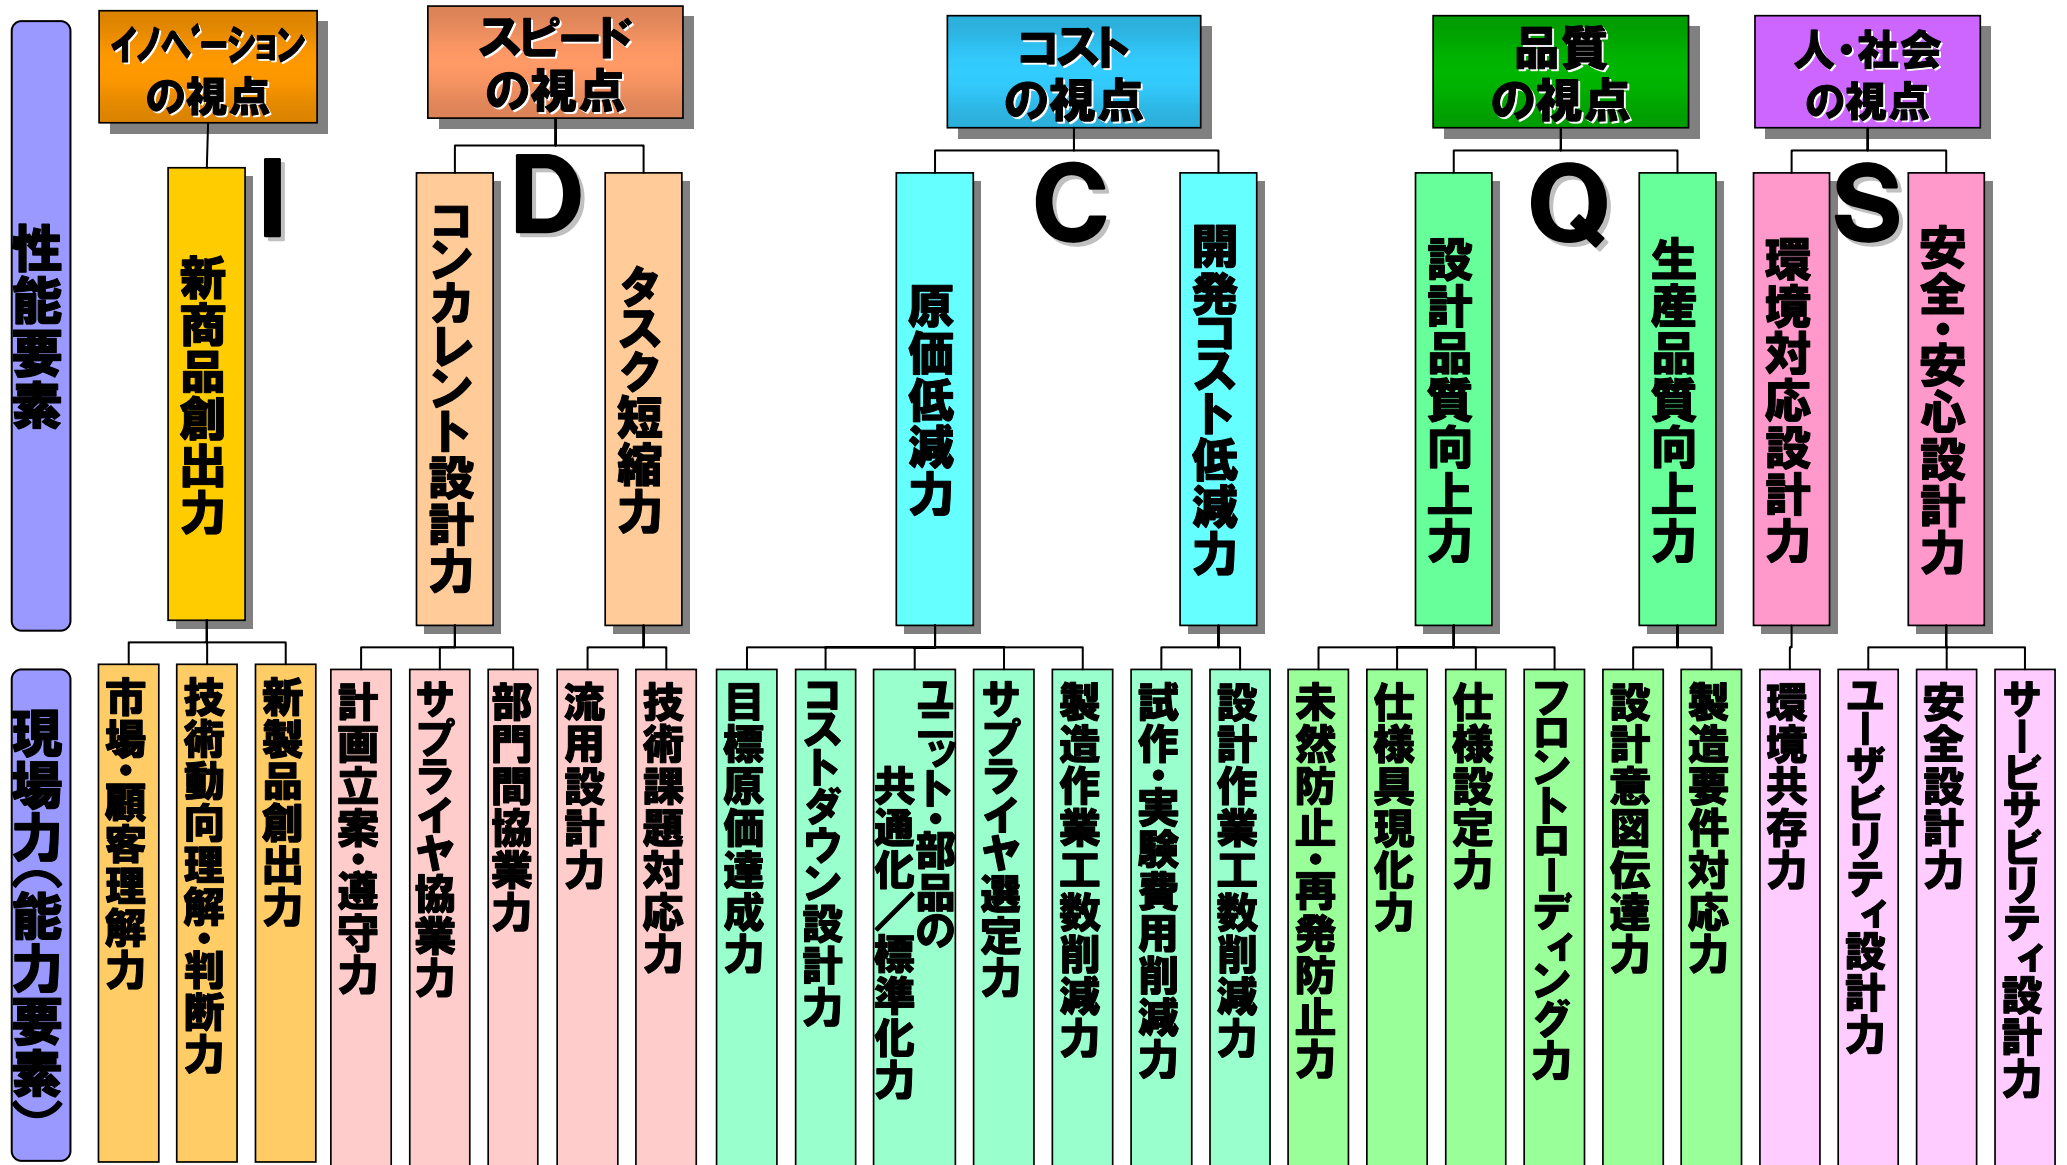 イノベーション
の視点
スピード
の視点
コスト
の視点
品質
の視点
人・社会
の視点
I
D
C
Q
S
性能要素
新商品創出力
コンカレント設計力
タスク短縮力
原価低減力
開発コスト低減力
設計品質向上力
生産品質向上力
環境対応設計力
安全・安心設計力
現場力(能力要素)
市場・顧客理解力
技術動向理解・判断力
新製品創出力
計画立案・遵守力
サプライヤ協業力
部門間協業力
流用設計力
技術課題対応力
目標原価達成力
コストダウン設計力
ユニット・部品の
共通化／標準化力
サプライヤ選定力
製造作業工数削減力
試作・実験費用削減力
設計作業工数削減力
未然防止・再発防止力
仕様具現化力
仕様設定力
フロントローディング力
設計意図伝達力
製造要件対応力
環境共存力
ユーザビリティ設計力
安全設計力
サービサビリティ設計力